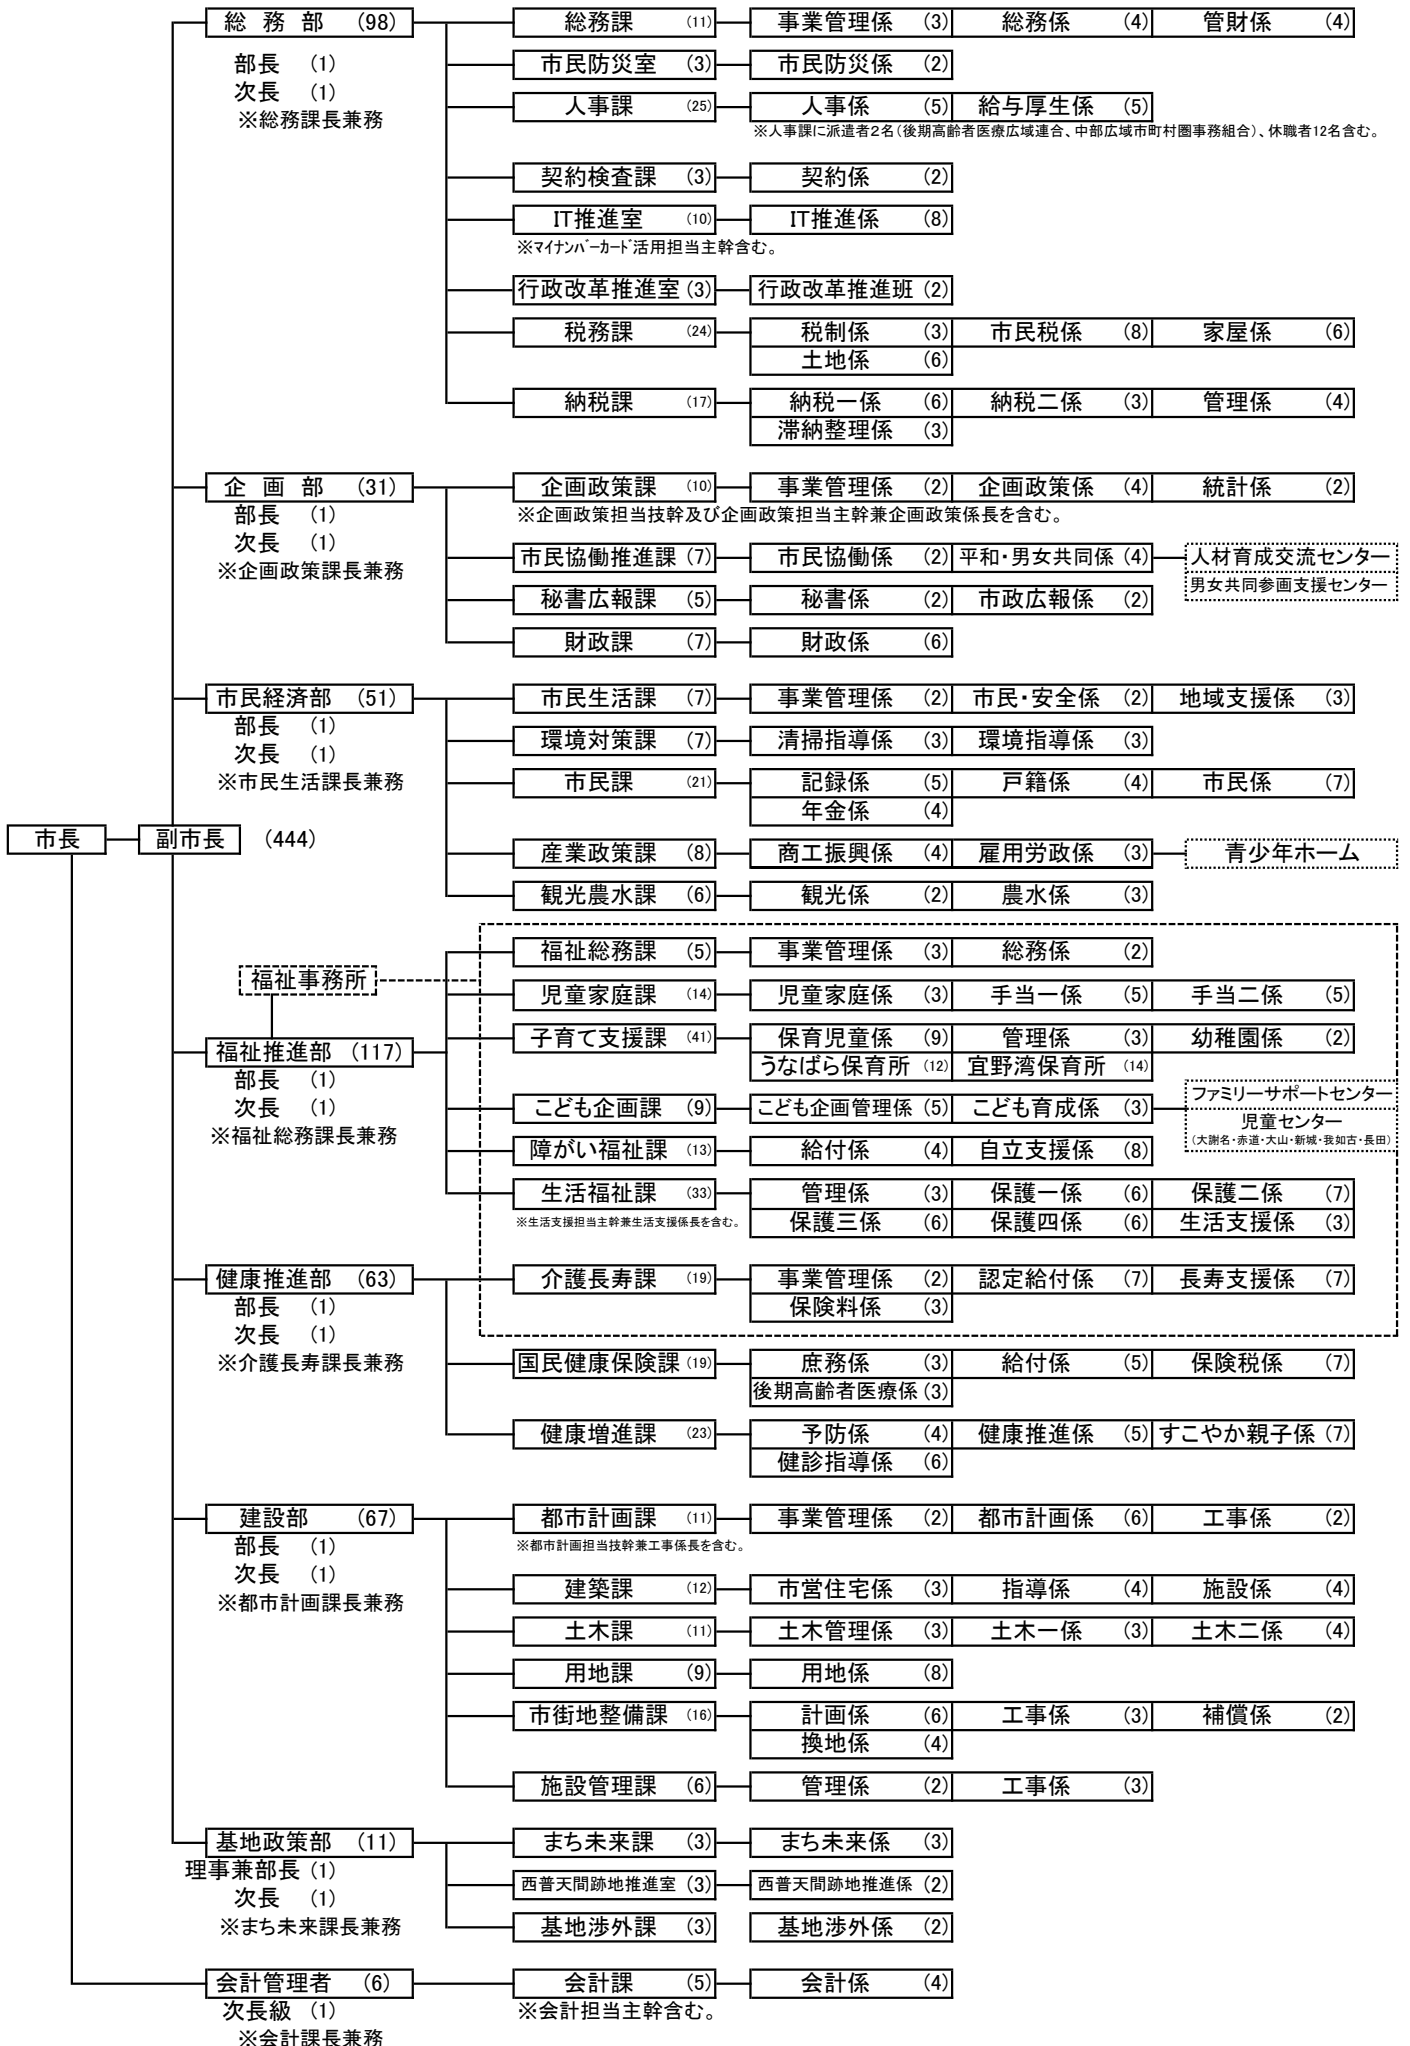 総　務　部　(98)　総務課　(11)　事業管理係　(3)　総務係　(4)　管財係　(4)
部長　(1)　市民防災室　(3)　市民防災係　(2)
次長　(1)　人事課　(25)　人事係　(5)　給与厚生係　(5)
※総務課長兼務
※人事課に派遣者2名(後期高齢者医療広域連合、中部広域市町村圏事務組合)、休職者12名含む。
契約検査課　(3)　契約係　(2)
IT推進室　(10)　IT推進係　(8)
※マイナンバーカード活用担当主幹含む。
行政改革推進室　(3)　行政改革推進班　(2)
税務課　(24)　税制係　(3)　市民税係　(8)　家屋係　(6)
土地係　(6)
納税課　(17)　納税一係　(6)　納税二係　(3)　管理係　(4)
滞納整理係　(3)
企　画　部　(31)　企画政策課　(10)　事業管理係　(2)　企画政策係　(4)　統計係　(2)
部長　(1)　※企画政策担当技幹及び企画政策担当主幹兼企画政策係長を含む。
次長　(1)　市民協働推進課　(7)　市民協働係　(2)　平和・男女共同係　(4)　人材育成交流センター
※企画政策課長兼務　男女共同参画支援センター
秘書広報課　(5)　秘書係　(2)　市政広報係　(2)
財政課　(7)　財政係　(6)
市民経済部　(51)　市民生活課　(7)　事業管理係　(2)　市民・安全係　(2)　地域支援係　(3)
部長　(1)
次長　(1)　環境対策課　(7)　清掃指導係　(3)　環境指導係　(3)
※市民生活課長兼務　市民課　(21)　記録係　(5)　戸籍係　(4)　市民係　(7)
年金係　(4)
市長　副市長　(444)
産業政策課　(8)　商工振興係　(4)　雇用労政係　(3)　青少年ホーム
観光農水課　(6)　観光係　(2)　農水係　(3)
福祉総務課　(5)　事業管理係　(3)　総務係　(2)
福祉事務所
児童家庭課　(14)　児童家庭係　(3)　手当一係　(5)　手当二係　(5)
子育て支援課　(41)　保育児童係　(9)　管理係　(3)　幼稚園係　(2)
福祉推進部　(117)
うなばら保育所　(12)　宜野湾保育所　(14)
部長　(1)
ファミリーサポートセンター
次長　(1)　こども企画課　(9)　こども企画管理係　(5)　こども育成係　(3)
児童センター
※福祉総務課長兼務
(大謝名・赤道・大山・新城・我如古・長田)
障がい福祉課　(13)　給付係　(4)　自立支援係　(8)
生活福祉課　(33)　管理係　(3)　保護一係　(6)　保護二係　(7)
※生活支援担当主幹兼生活支援係長を含む。　保護三係　(6)　保護四係　(6)　生活支援係　(3)
健康推進部　(63)　介護長寿課　(19)　事業管理係　(2)　認定給付係　(7)　長寿支援係　(7)
部長　(1)　保険料係　(3)
次長　(1)
※介護長寿課長兼務　国民健康保険課　(19)　庶務係　(3)　給付係　(5)　保険税係　(7)
後期高齢者医療係　(3)
健康増進課　(23)　予防係　(4)　健康推進係　(5)　すこやか親子係　(7)
健診指導係　(6)
建設部　(67)　都市計画課　(11)　事業管理係　(2)　都市計画係　(6)　工事係　(2)
部長　(1)　※都市計画担当技幹兼工事係長を含む。
次長　(1)　建築課　(12)　市営住宅係　(3)　指導係　(4)　施設係　(4)
※都市計画課長兼務
土木課　(11)　土木管理係　(3)　土木一係　(3)　土木二係　(4)
用地課　(9)　用地係　(8)
市街地整備課　(16)　計画係　(6)　工事係　(3)　補償係　(2)
換地係　(4)
施設管理課　(6)　管理係　(2)　工事係　(3)
基地政策部　(11)　まち未来課　(3)　まち未来係　(3)
理事兼部長　(1)
次長　(1)　西普天間跡地推進室　(3)　西普天間跡地推進係　(2)
※まち未来課長兼務　基地渉外課　(3)　基地渉外係　(2)
会計管理者　(6)　会計課　(5)　会計係　(4)
次長級　(1)　※会計担当主幹含む。
※会計課長兼務